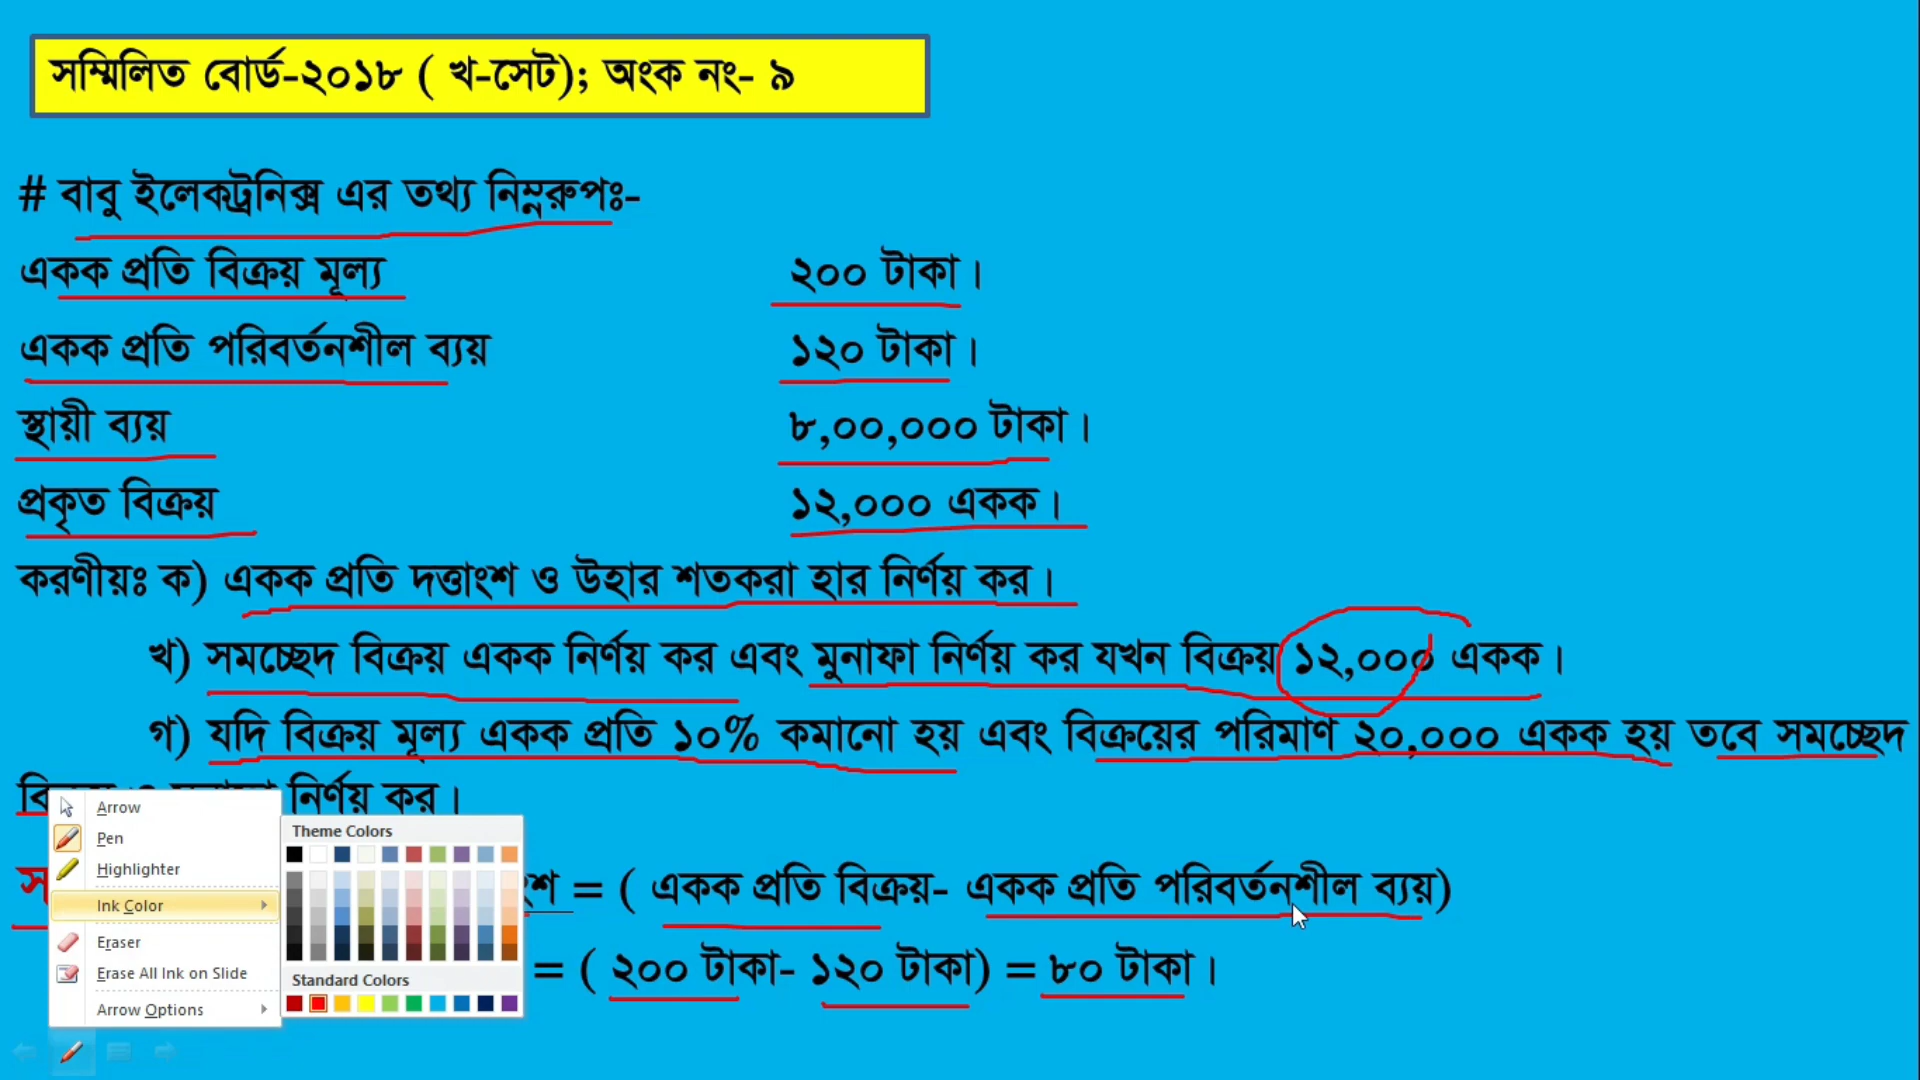 সম্মিলিত বোর্ড-২০১৮ ( খ-সেট); অংক নং- ৯
# বাবু ইলেকট্রনিক্স এর তথ্য নিম্নরুপঃ-
একক প্রতি বিক্রয় মূল্য ২০০ টাকা।
একক প্রতি পরিবর্তনশীল ব্যয় ১২০ টাকা।
স্থায়ী ব্যয় ৮,০০,০০০ টাকা।
প্রকৃত বিক্রয় ১২,০০০ একক।
করণীয়ঃ ক) একক প্রতি দত্তাংশ ও উহার শতকরা হার নির্ণয় কর।
খ) সমচ্ছেদ বিক্রয় একক নির্ণয় কর এবং মুনাফা নির্ণয় কর যখন বিক্রয় ১২,০০০ একক।
গ) যদি বিক্রয় মূল্য একক প্রতি ১০% কমানো হয় এবং বিক্রয়ের পরিমাণ ২০,০০০ একক হয় তবে সমচ্ছেদ
নির্ণয় কর।
= ( একক প্রতি বিক্রয়- একক প্রতি পরিবর্তনশীল ব্যয়)
= ( ২০০ টাকা- ১২০ টাকা) = ৮০ টাকা।
Arrow
Pen
Highlighter
Ink Color
Eraser
Erase All Ink on Slide
Arrow Options
Theme Colors
Standard Colors